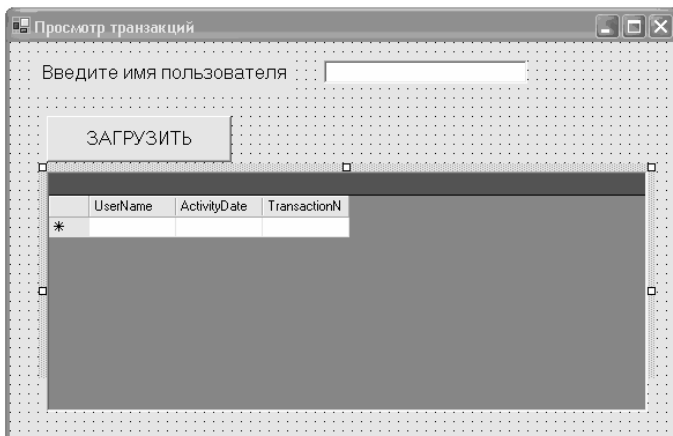 Просмотр транзакций
Введите имя пользователя
ЗАГРУЗИТЬ
UserName ActivityDate TransactionN